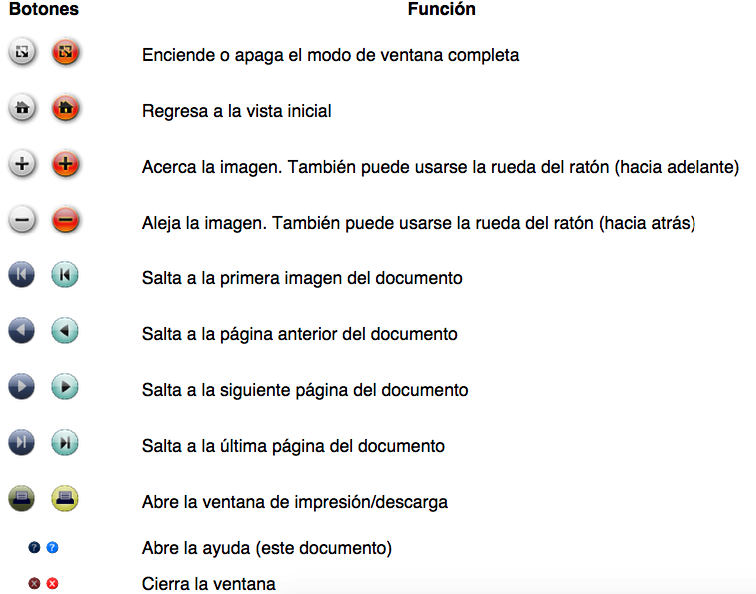 Botones Función
Enciende o apaga el modo de ventana completa
Regresa a la vista inicial
Acerca la imagen. También puede usarse la rueda del ratón (hacia adelante)
Aleja la imagen. También puede usarse la rueda del ratón (hacia atrás)
Salta a la primera imagen del documento
Salta a la página anterior del documento
Salta a la siguiente página del documento
Salta a la última página del documento
Abre la ventana de impresión/descarga
? ? Abre la ayuda (este documento)
Cierra la ventana